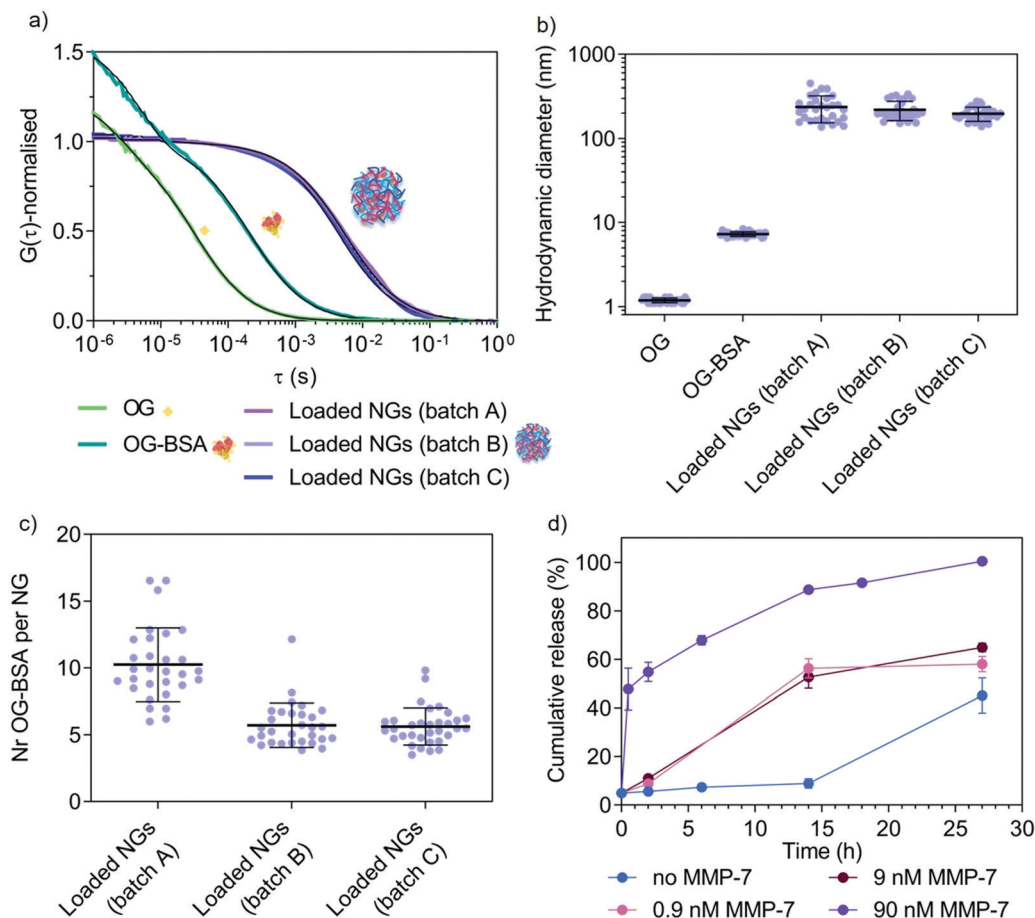 a)
1.5
1.0
0.5
0.0
G(τ)-normalised
10-6 10-5 10-4 10-3 10-2 10-1 100
τ (s)
OG
OG-BSA
Loaded NGs (batch A)
Loaded NGs (batch B)
Loaded NGs (batch C)
b)
1000
100
10
1
Hydrodynamic diameter (nm)
OG
OG-BSA
Loaded NGs (batch A)
Loaded NGs (batch B)
Loaded NGs (batch C)
c)
20
15
10
5
0
Nr OG-BSA per NG
Loaded NGs
(batch A)
Loaded NGs
(batch B)
Loaded NGs
(batch C)
d)
100
80
60
40
20
0
Cumulative release (%)
0 5 10 15 20 25 30
Time (h)
no MMP-7
9 nM MMP-7
0.9 nM MMP-7
90 nM MMP-7